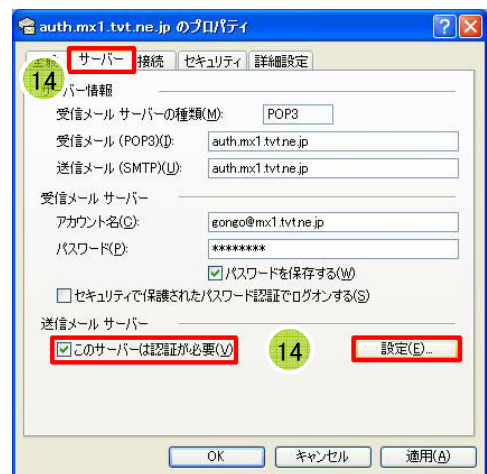 auth.mx1.tvt.ne.jp のプロパティ
サーバー 接続 セキュリティ 詳細設定
14
バー情報
受信メール サーバーの種類(M): POP3
受信メール (POP3)(I): auth.mx1.tvt.ne.jp
送信メール (SMTP)(U): auth.mx1.tvt.ne.jp
受信メール サーバー
アカウント名(C): gongo@mx1.tvt.ne.jp
パスワード(P): ********
パスワードを保存する(W)
セキュリティで保護されたパスワード認証でログオンする(S)
送信メール サーバー
このサーバーは認証が必要(V) 14 設定(E)...
OK キャンセル 適用(A)